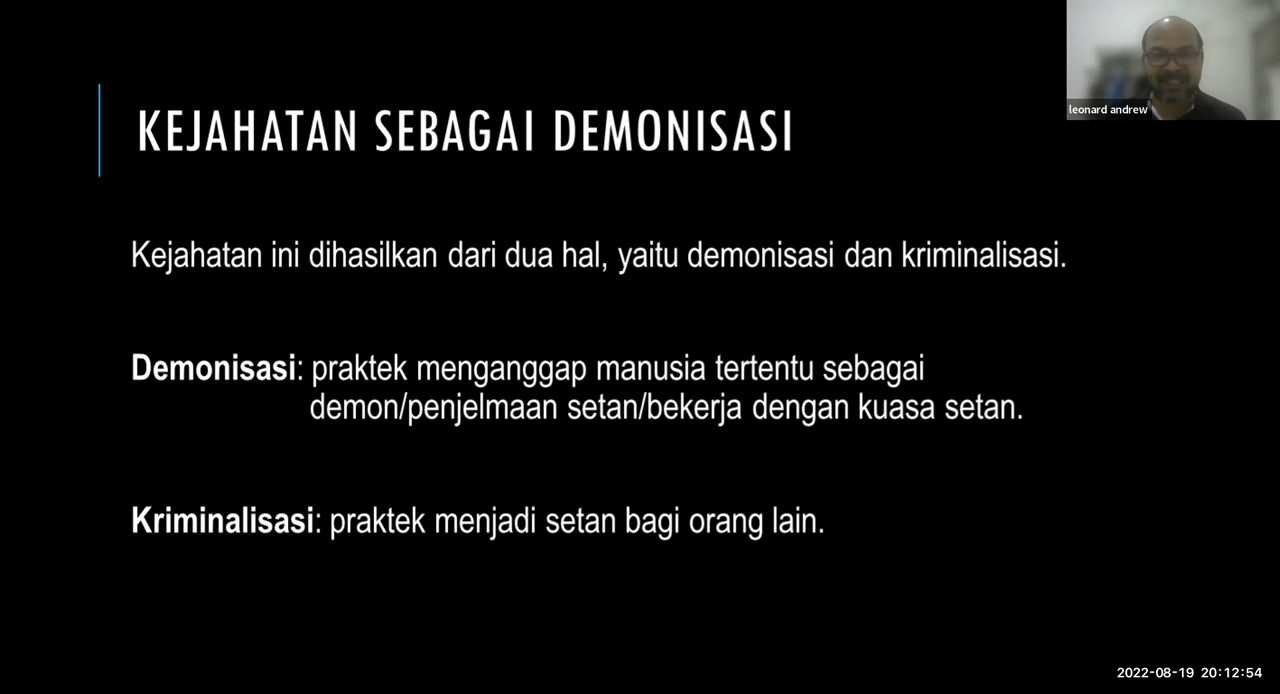 leonard andrew
KEJAHATAN SEBAGAI DEMONISASI
Kejahatan ini dihasilkan dari dua hal, yaitu demonisasi dan kriminalisasi.
Demonisasi: praktek menganggap manusia tertentu sebagai
demon/penjelmaan setan/bekerja dengan kuasa setan.
Kriminalisasi: praktek menjadi setan bagi orang lain.
2022-08-19 20:12:54